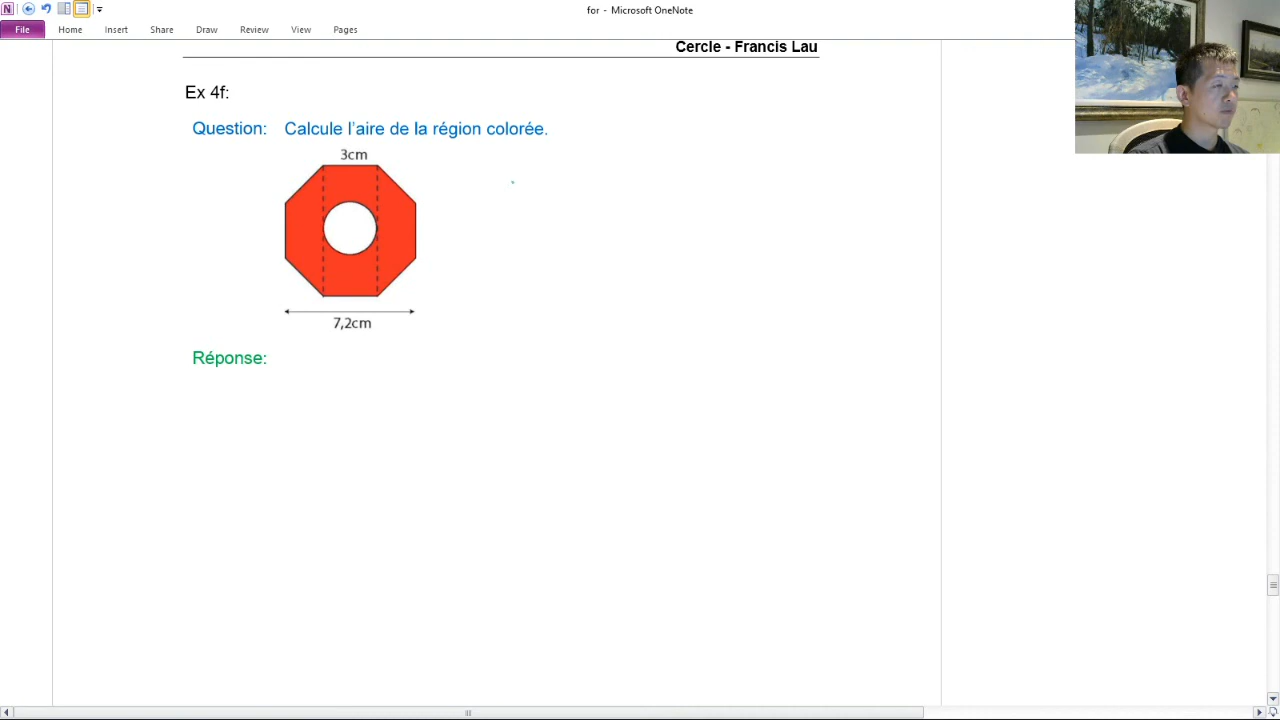 for - Microsoft OneNote
File Home Insert Share Draw Review View Pages
Cercle - Francis Lau
Ex 4f:
Question: Calcule l'aire de la région colorée.
3cm
7,2cm
Réponse: